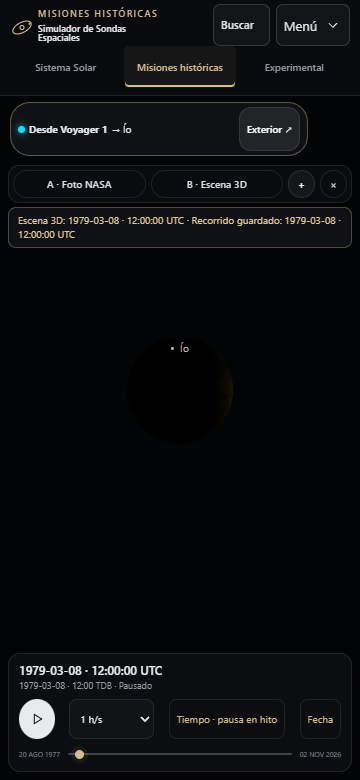 MISIONES HISTÓRICAS
Simulador de Sondas
Espaciales
Buscar
Menú
Sistema Solar
Misiones históricas
Experimental
Desde Voyager 1 → Ío
Exterior ↗
A · Foto NASA
B · Escena 3D
+
×
Escena 3D: 1979-03-08 · 12:00:00 UTC · Recorrido guardado: 1979-03-08 ·
12:00:00 UTC
• Ío
1979-03-08 · 12:00:00 UTC
1979-03-08 · 12:00 TDB · Pausado
1 h/s
Tiempo · pausa en hito
Fecha
20 AGO 1977
02 NOV 2026